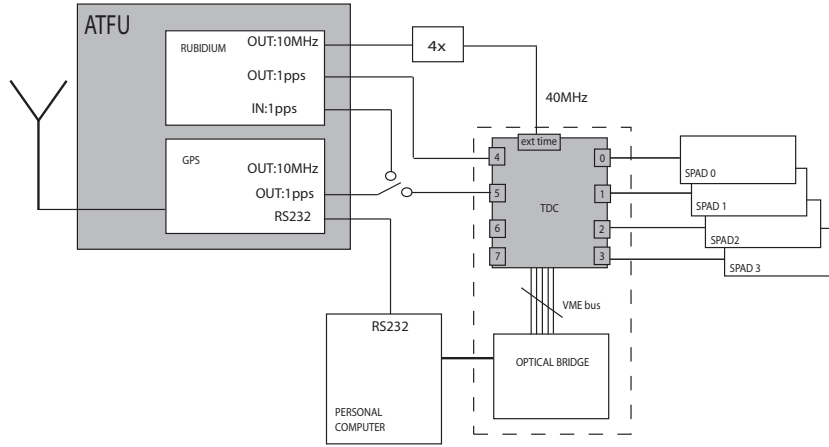 ATFU
RUBIDIUM
OUT:10MHz
OUT:1pps
IN:1pps
GPS
OUT:10MHz
OUT:1pps
RS232
4x
40MHz
ext time
TDC
4
5
6
7
0
1
2
3
SPAD 0
SPAD 1
SPAD2
SPAD 3
VME bus
OPTICAL BRIDGE
RS232
PERSONAL
COMPUTER